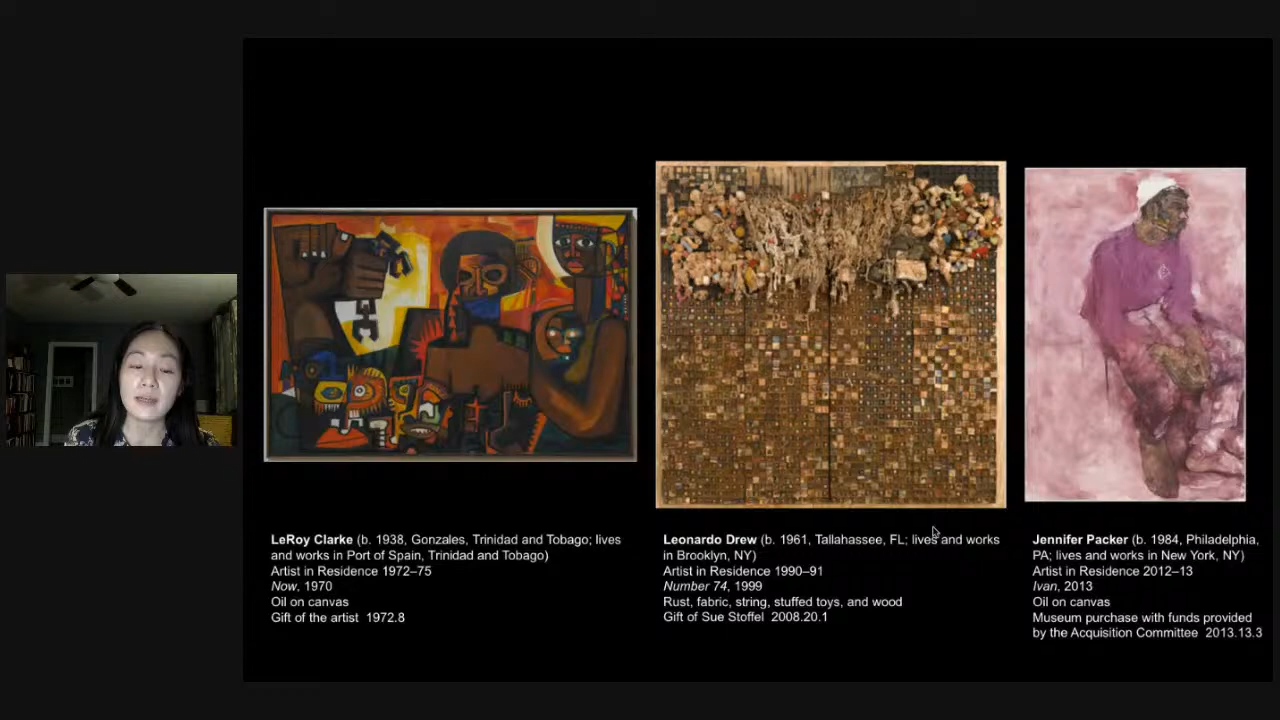 LeRoy Clarke (b. 1938, Gonzales, Trinidad and Tobago; lives
and works in Port of Spain, Trinidad and Tobago)
Artist in Residence 1972–75
Now, 1970
Oil on canvas
Gift of the artist 1972.8
Leonardo Drew (b. 1961, Tallahassee, FL; lives and works
in Brooklyn, NY)
Artist in Residence 1990–91
Number 74, 1999
Rust, fabric, string, stuffed toys, and wood
Gift of Sue Stoffel 2008.20.1
Jennifer Packer (b. 1984, Philadelphia,
PA; lives and works in New York, NY)
Artist in Residence 2012–13
Ivan, 2013
Oil on canvas
Museum purchase with funds provided
by the Acquisition Committee 2013.13.3